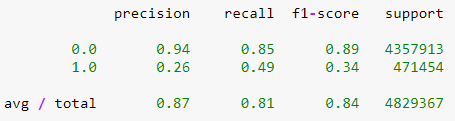 precision recall f1-score support
0.0 0.94 0.85 0.89 4357913
1.0 0.26 0.49 0.34 471454
avg / total 0.87 0.81 0.84 4829367